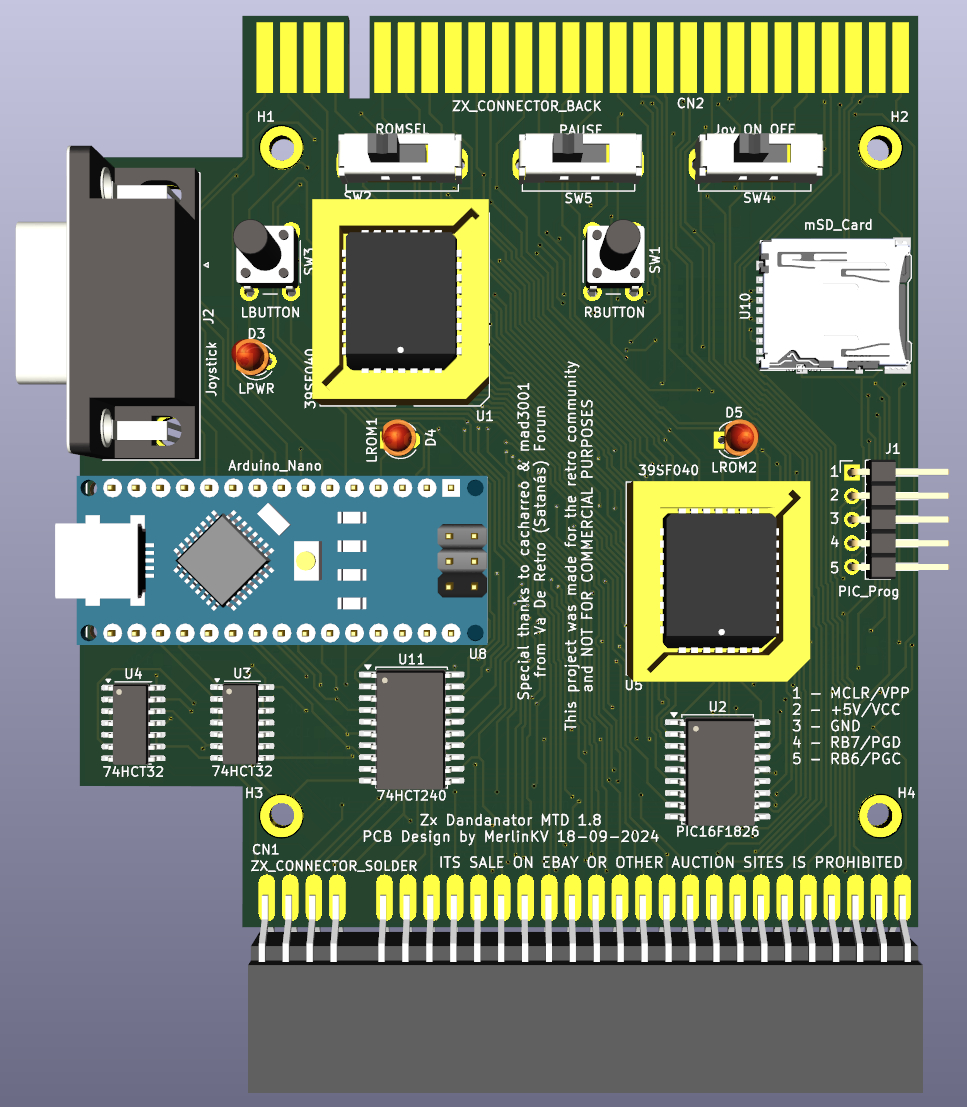 ZX_CONNECTOR_BACK
CN2
H1
H2
ROMSEL
PAUSE
Joy ON OFF
SW2
SW5
SW4
mSD_Card
SW3
SW1
U10
LBUTTON
RBUTTON
J2
Joystick
D3
LPWR
39SF040
U1
LROM1
D4
D5
LROM2
J1
Arduino_Nano
39SF040
1
2
3
4
5
PIC_Prog
Special thanks to cacharreo & mad3001
from Va De Retro (Satanás) Forum
This project was made for the retro community
and NOT FOR COMMERCIAL PURPOSES
U8
U5
U4
U3
U11
U2
1 - MCLR/VPP
2 - +5V/VCC
3 - GND
4 - RB7/PGD
5 - RB6/PGC
74HCT32
74HCT32
74HCT240
PIC16F1826
H3
H4
Zx Dandanator MTD 1.8
PCB Design by MerlinKV 18-09-2024
CN1
ZX_CONNECTOR_SOLDER
ITS SALE ON EBAY OR OTHER AUCTION SITES IS PROHIBITED